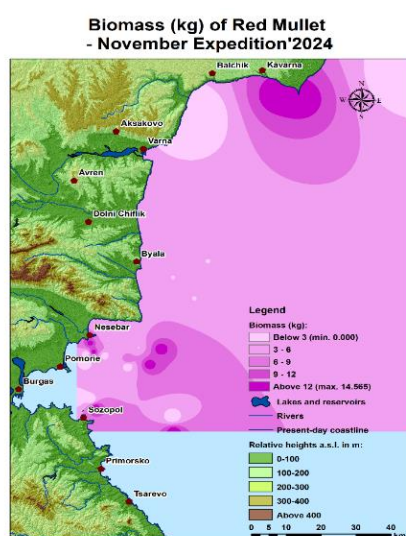 Biomass (kg) of Red Mullet
- November Expedition'2024
Balchik
Kavarna
N
W
E
S
Aksakovo
Varna
Avren
Dolni Chiflik
Byala
Nesebar
Pomorie
Burgas
Sozopol
Primorsko
Tsarevo
Legend
Biomass (kg):
Below 3 (min. 0.000)
3 - 6
6 - 9
9 - 12
Above 12 (max. 14.565)
Lakes and reservoirs
Rivers
Present-day coastline
Relative heights a.s.l. in m:
0-100
100-200
200-300
300-400
Above 400
0 5 10 20 30 40
km